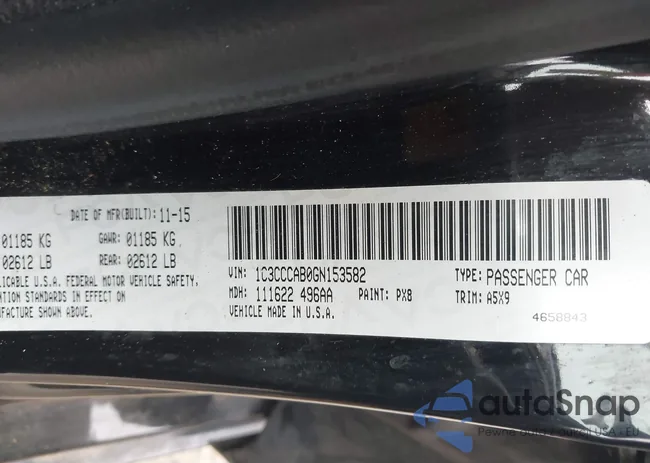 DATE OF MFR(BUILT): 11-15
01185 KG GAWR: 01185 KG
02612 LB REAR: 02612 LB
PLICABLE U.S.A. FEDERAL MOTOR VEHICLE SAFETY,
ENTION STANDARDS IN EFFECT ON
FACTURE SHOWN ABOVE.
VIN: 1C3CCCAB0GN153582 TYPE: PASSENGER CAR
MDH: 111622 496AA PAINT: PX8 TRIM: A5X9
VEHICLE MADE IN U.S.A.
4658843
autoSnap